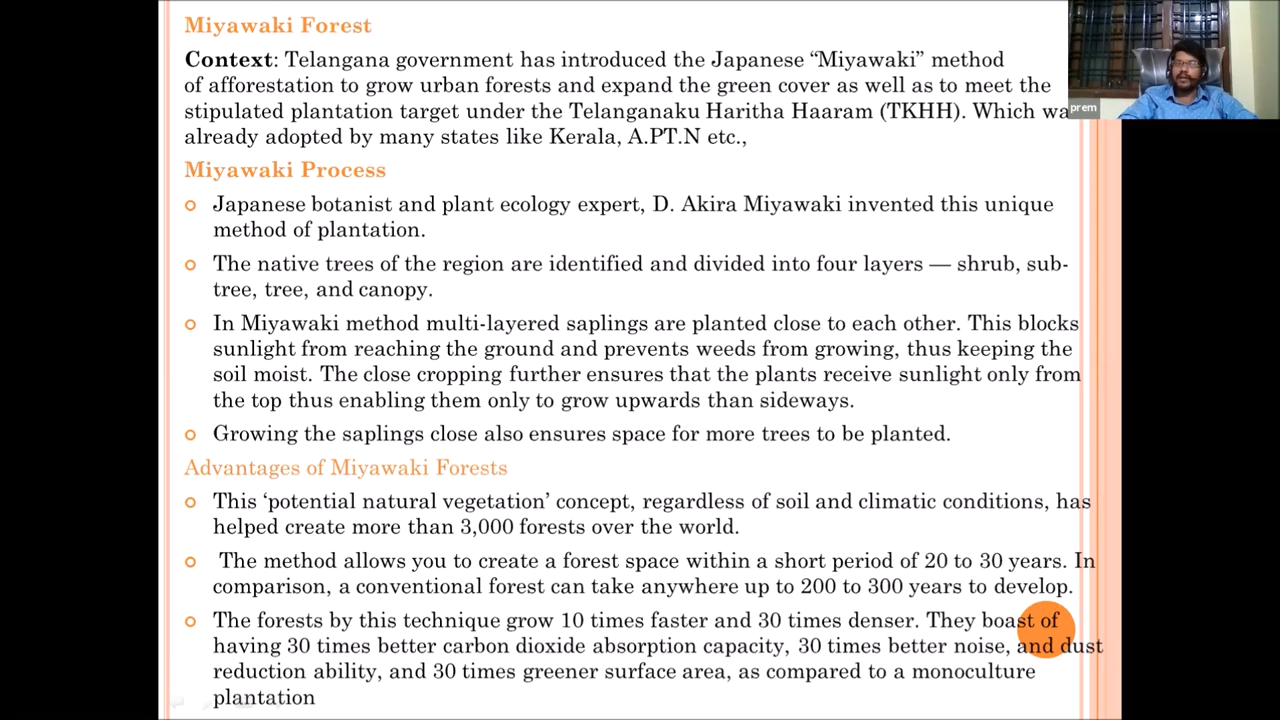 Miyawaki Forest
Context: Telangana government has introduced the Japanese “Miyawaki” method
of afforestation to grow urban forests and expand the green cover as well as to meet the
stipulated plantation target under the Telanganaku Haritha Haaram (TKHH). Which wa
prem
already adopted by many states like Kerala, A.PT.N etc.,
Miyawaki Process
Japanese botanist and plant ecology expert, D. Akira Miyawaki invented this unique
method of plantation.
The native trees of the region are identified and divided into four layers — shrub, sub-
tree, tree, and canopy.
In Miyawaki method multi-layered saplings are planted close to each other. This blocks
sunlight from reaching the ground and prevents weeds from growing, thus keeping the
soil moist. The close cropping further ensures that the plants receive sunlight only from
the top thus enabling them only to grow upwards than sideways.
Growing the saplings close also ensures space for more trees to be planted.
Advantages of Miyawaki Forests
This ‘potential natural vegetation’ concept, regardless of soil and climatic conditions, has
helped create more than 3,000 forests over the world.
The method allows you to create a forest space within a short period of 20 to 30 years. In
comparison, a conventional forest can take anywhere up to 200 to 300 years to develop.
The forests by this technique grow 10 times faster and 30 times denser. They boast of
having 30 times better carbon dioxide absorption capacity, 30 times better noise, and dust
reduction ability, and 30 times greener surface area, as compared to a monoculture
plantation